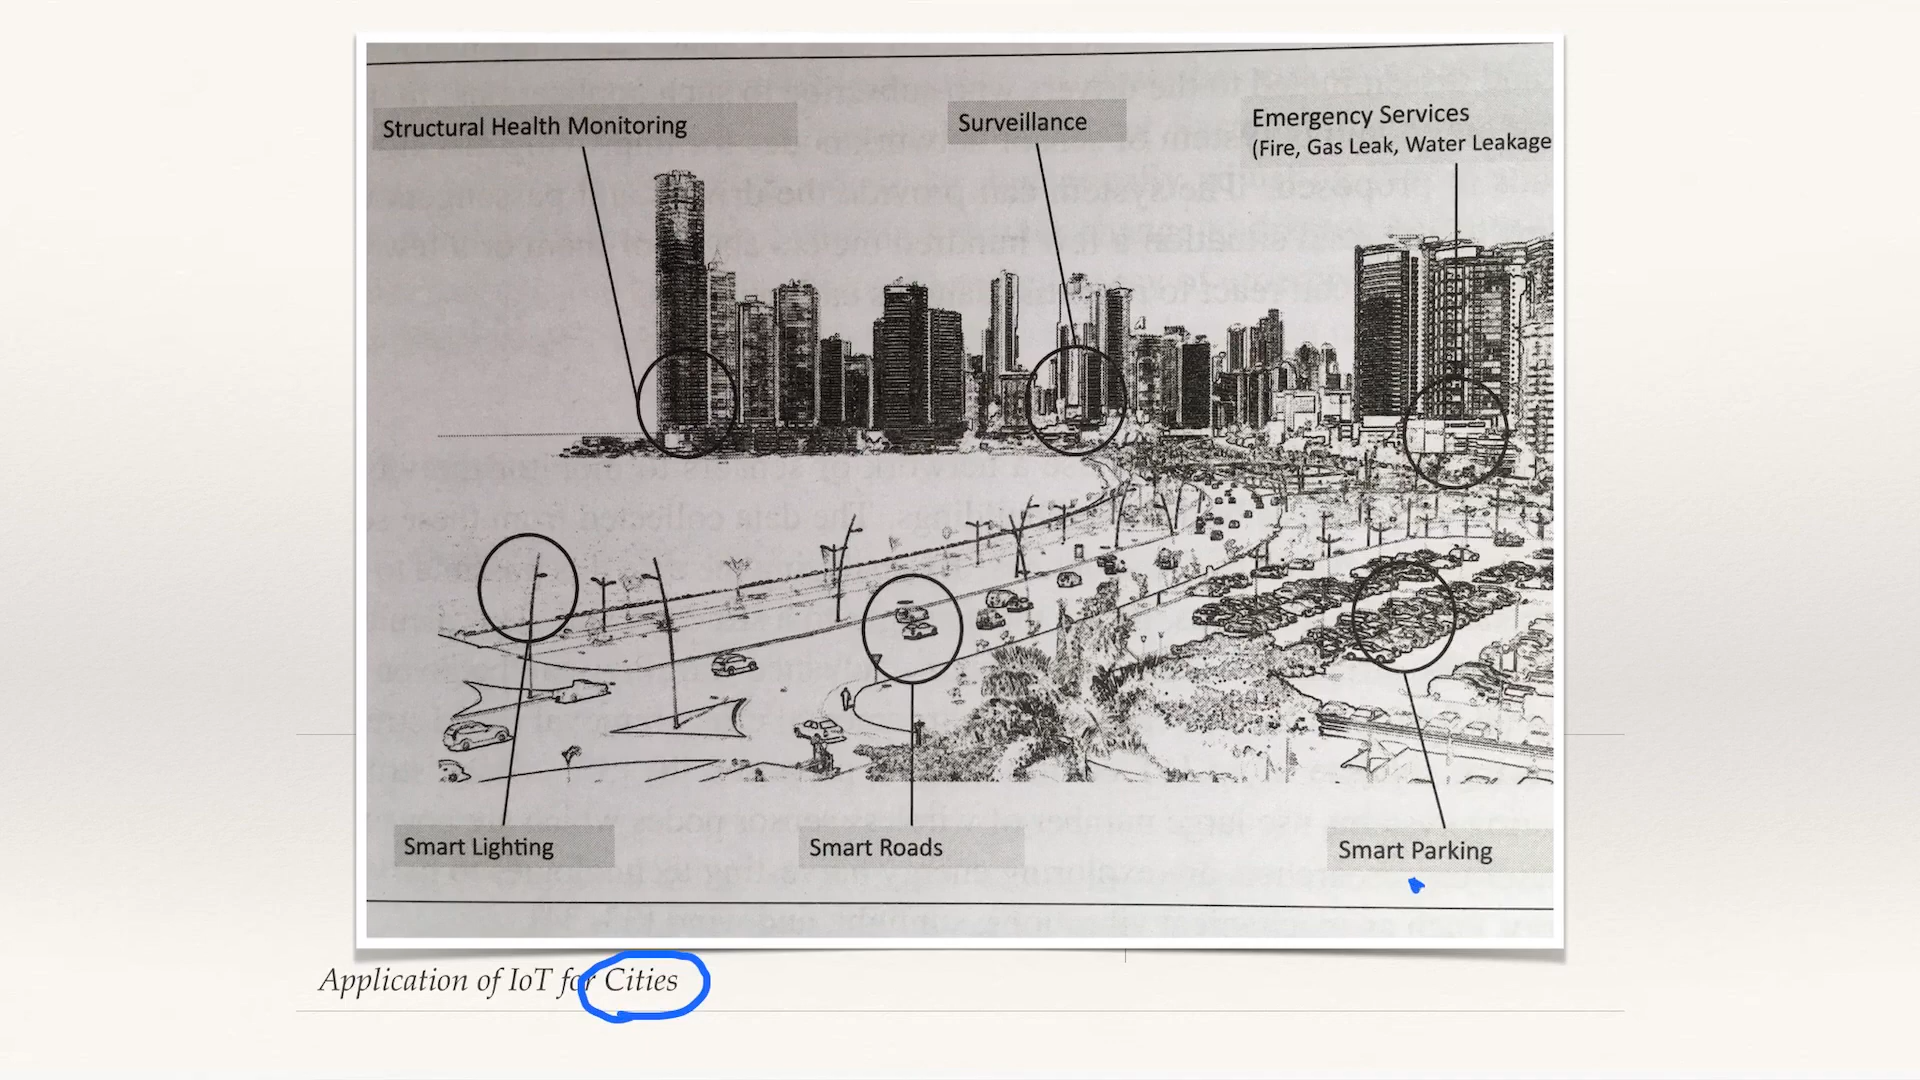 Structural Health Monitoring
Surveillance
Emergency Services
(Fire, Gas Leak, Water Leakage
Smart Lighting
Smart Roads
Smart Parking
Application of IoT for Cities